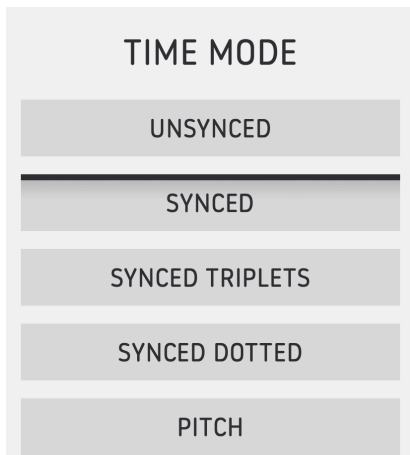 TIME MODE
UNSYNCED
SYNCED
SYNCED TRIPLETS
SYNCED DOTTED
PITCH